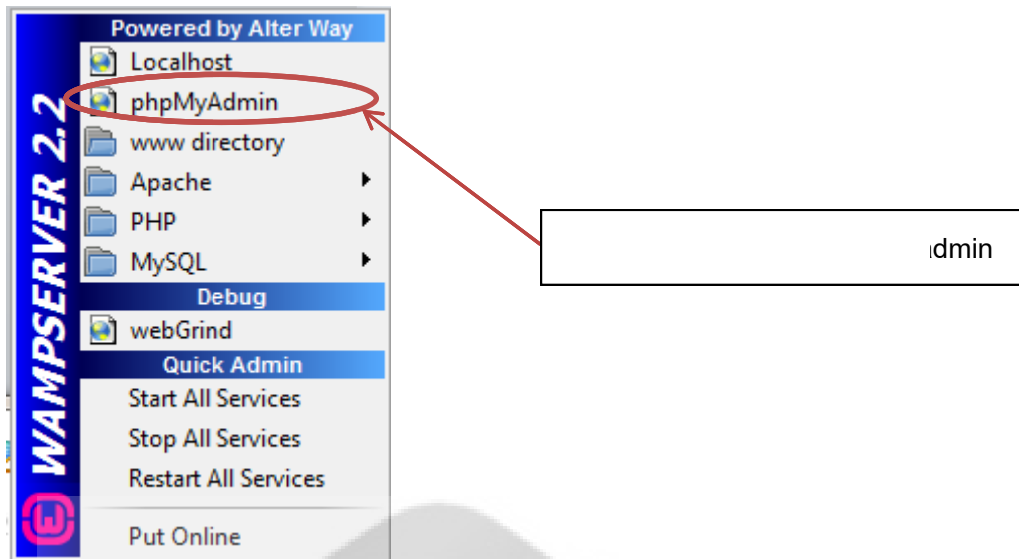 Powered by Alter Way
Localhost
phpMyAdmin
www directory
Apache
PHP
MySQL
Debug
webGrind
Quick Admin
Start All Services
Stop All Services
Restart All Services
Put Online
WAMPSERVER 2.2